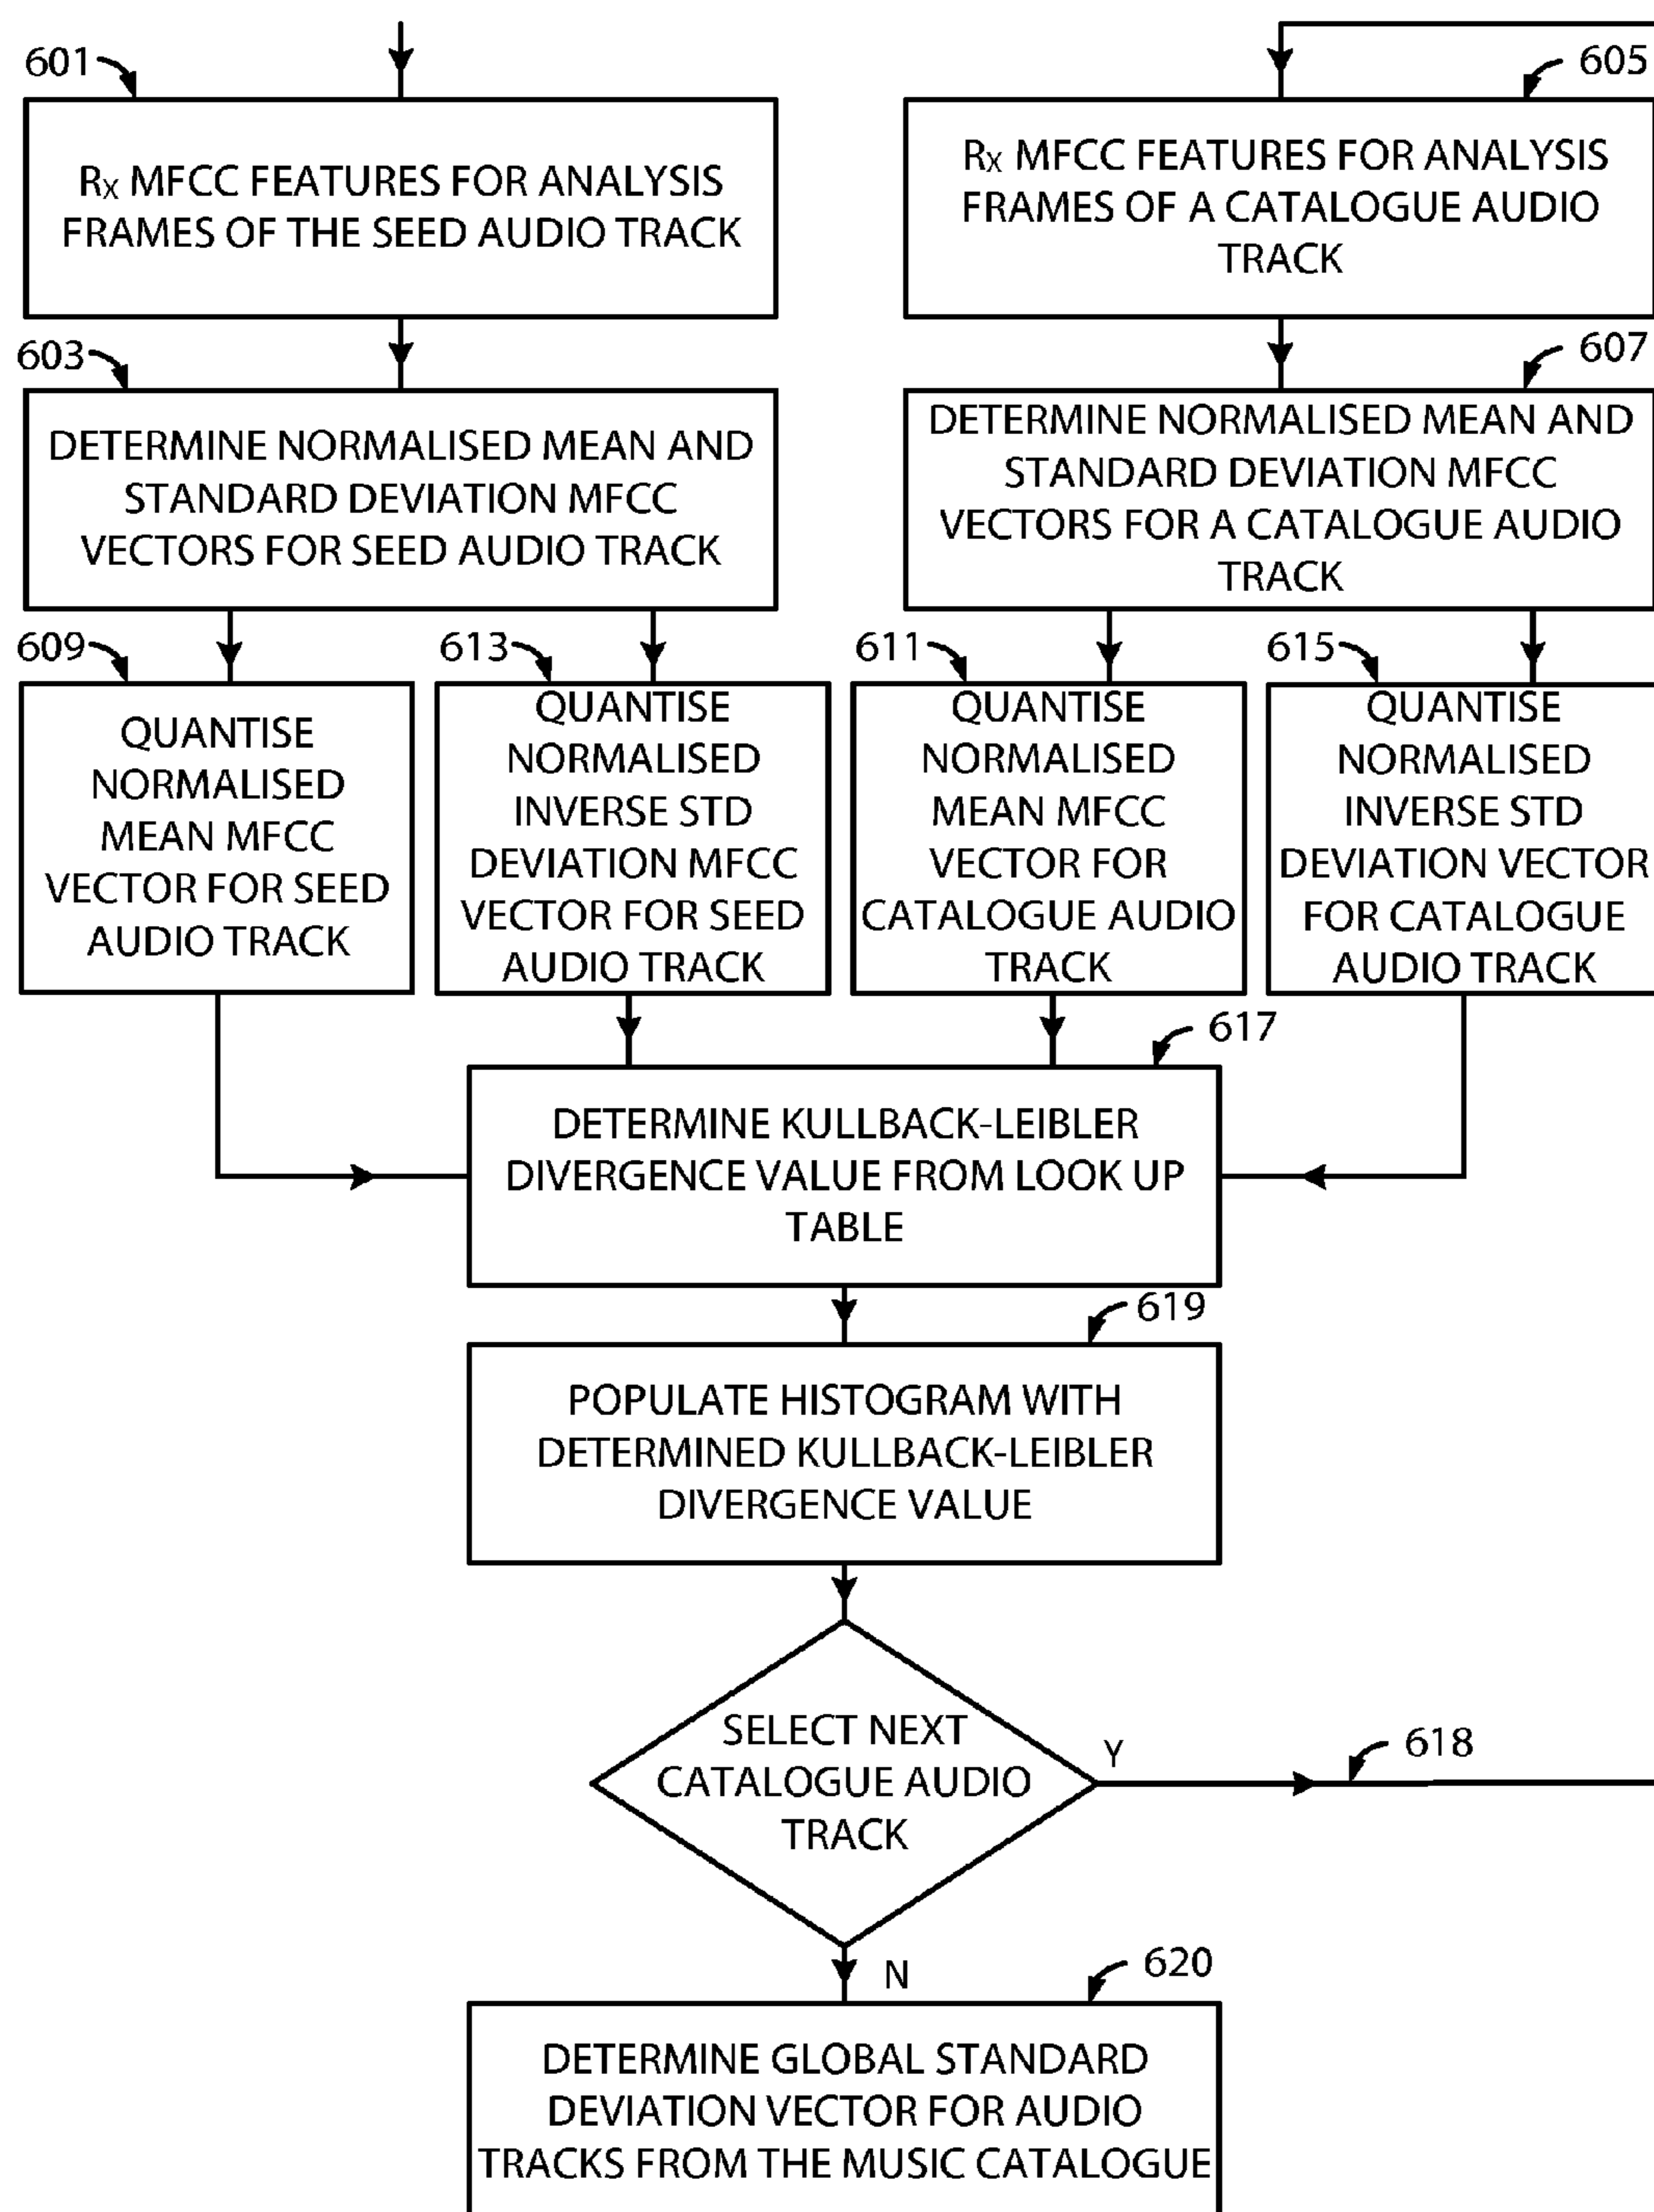 601
605
Rx MFCC FEATURES FOR ANALYSIS
FRAMES OF THE SEED AUDIO TRACK
Rx MFCC FEATURES FOR ANALYSIS
FRAMES OF A CATALOGUE AUDIO
TRACK
603
607
DETERMINE NORMALISED MEAN AND
STANDARD DEVIATION MFCC
VECTORS FOR SEED AUDIO TRACK
DETERMINE NORMALISED MEAN AND
STANDARD DEVIATION MFCC
VECTORS FOR A CATALOGUE AUDIO
TRACK
609
613
611
615
QUANTISE
NORMALISED
MEAN MFCC
VECTOR FOR SEED
AUDIO TRACK
QUANTISE
NORMALISED
INVERSE STD
DEVIATION MFCC
VECTOR FOR SEED
AUDIO TRACK
QUANTISE
NORMALISED
MEAN MFCC
VECTOR FOR
CATALOGUE AUDIO
TRACK
QUANTISE
NORMALISED
INVERSE STD
DEVIATION VECTOR
FOR CATALOGUE
AUDIO TRACK
617
DETERMINE KULLBACK-LEIBLER
DIVERGENCE VALUE FROM LOOK UP
TABLE
619
POPULATE HISTOGRAM WITH
DETERMINED KULLBACK-LEIBLER
DIVERGENCE VALUE
SELECT NEXT
CATALOGUE AUDIO
TRACK
Y
618
N
620
DETERMINE GLOBAL STANDARD
DEVIATION VECTOR FOR AUDIO
TRACKS FROM THE MUSIC CATALOGUE